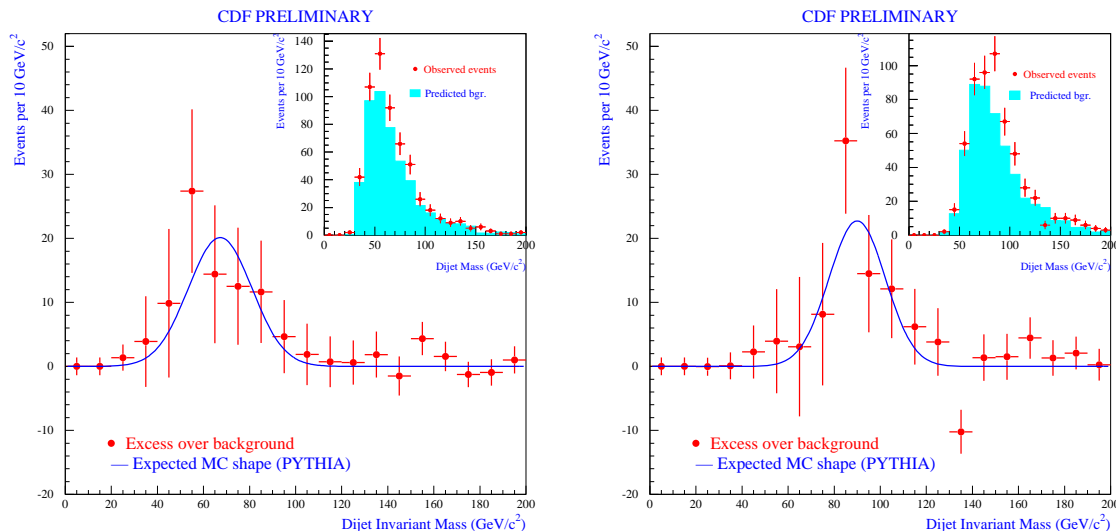 CDF PRELIMINARY
Events per 10 GeV/c²
50
40
30
20
10
0
-10
-20
0 20 40 60 80 100 120 140 160 180 200
Dijet Invariant Mass (GeV/c²)
Events per 10 GeV/c²
140
120
100
80
60
40
20
0
0 50 100 150 200
Dijet Mass (GeV/c²)
Observed events
Predicted bgr.
Excess over background
Expected MC shape (PYTHIA)
CDF PRELIMINARY
Events per 10 GeV/c²
50
40
30
20
10
0
-10
-20
0 20 40 60 80 100 120 140 160 180 200
Dijet Invariant Mass (GeV/c²)
Events per 10 GeV/c²
100
80
60
40
20
0
0 50 100 150 200
Dijet Mass (GeV/c²)
Observed events
Predicted bgr.
Excess over background
Expected MC shape (PYTHIA)